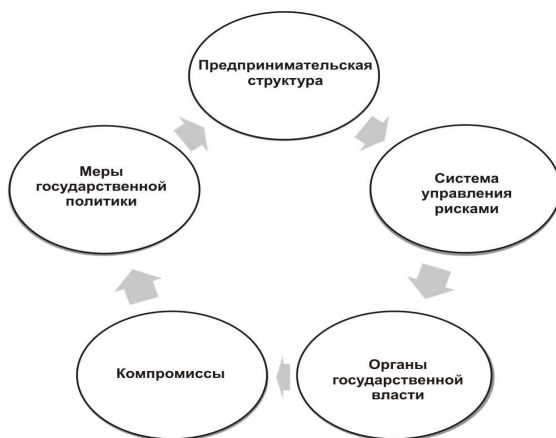 Предпринимательская
структура
Меры
государственной
политики
Система
управления
рисками
Компромиссы
Органы
государственной
власти